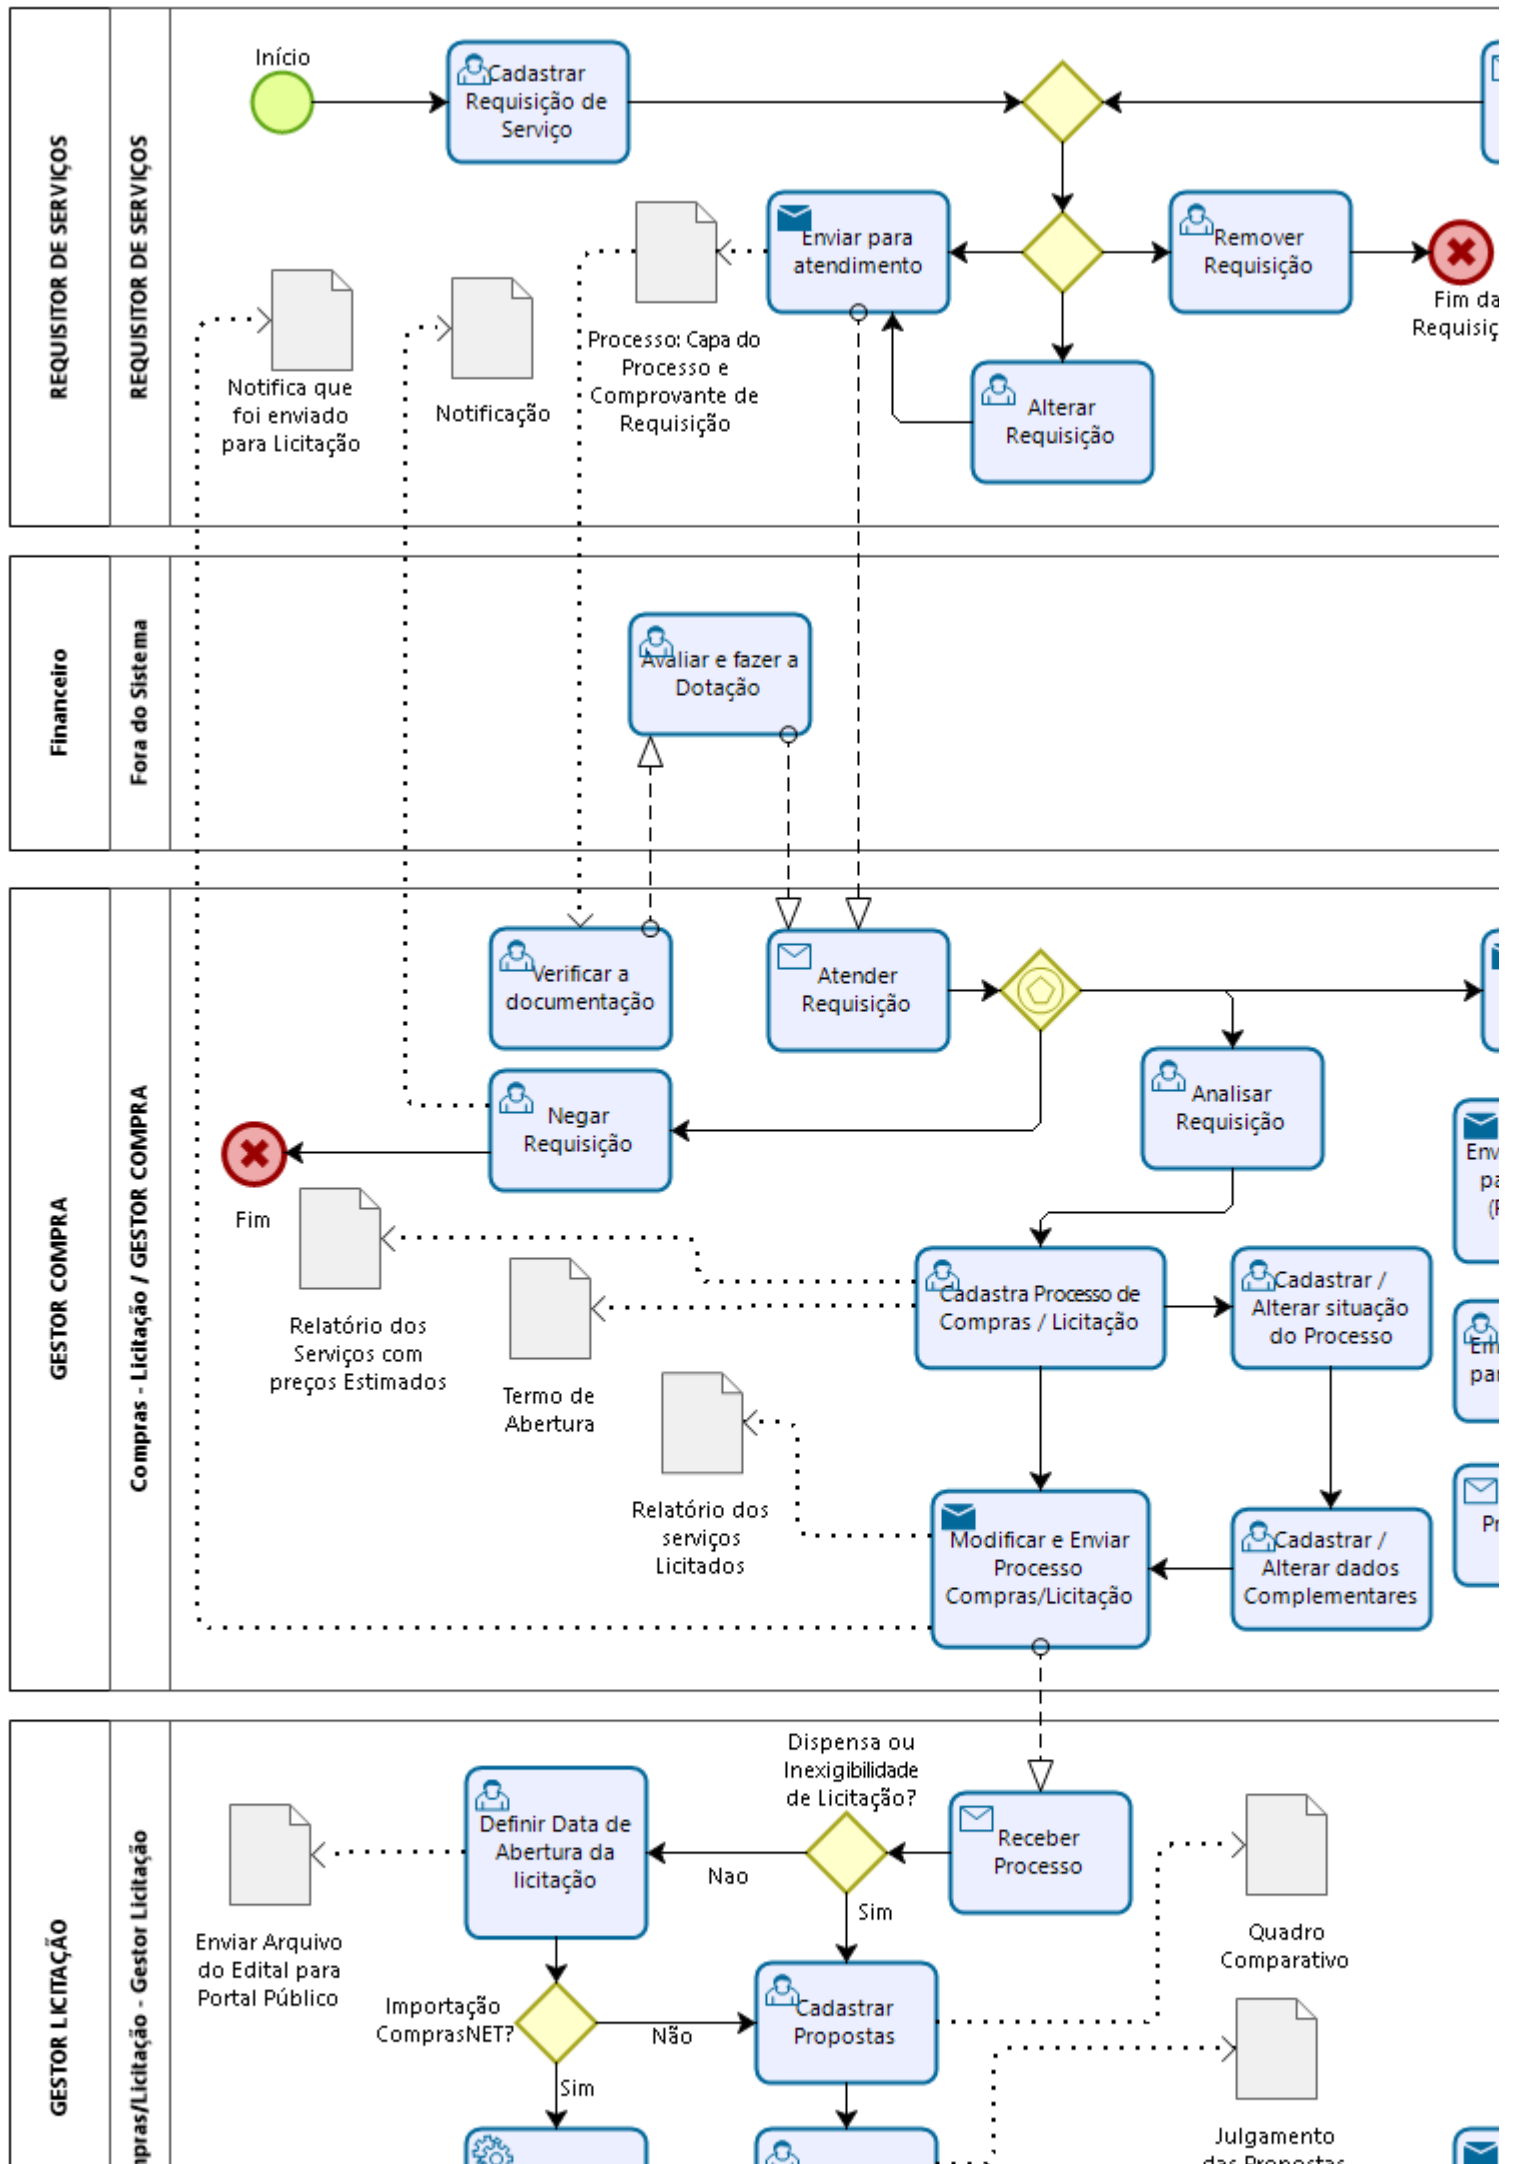 REQUISITOR DE SERVIÇOS
REQUISITOR DE SERVIÇOS
Início
Cadastrar
Requisição de
Serviço
Enviar para
atendimento
Remover
Requisição
Fim da
Alterar
Requisição
Processo: Capa do
Processo e
Comprovante de
Requisição
Notifica que
foi enviado
para Licitação
Notificação
Financeiro
Fora do Sistema
Avaliar e fazer a
Dotação
GESTOR COMPRA
Compras - Licitação / GESTOR COMPRA
Verificar a
documentação
Atender
Requisição
Analisar
Requisição
Negar
Requisição
Fim
Relatório dos
Serviços com
preços Estimados
Termo de
Abertura
Relatório dos
serviços
Licitados
Cadastra Processo de
Compras / Licitação
Cadastrar /
Alterar situação
do Processo
Modificar e Enviar
Processo
Compras/Licitação
Cadastrar /
Alterar dados
Complementares
GESTOR LICITAÇÃO
mpras/Licitação - Gestor Licitação
Dispensa ou
Inexigibilidade
de Licitação?
Definir Data de
Abertura da
licitação
Nao
Sim
Receber
Processo
Enviar Arquivo
do Edital para
Portal Público
Importação
ComprasNET?
Não
Sim
Cadastrar
Propostas
Quadro
Comparativo
Julgamento
das Propostas